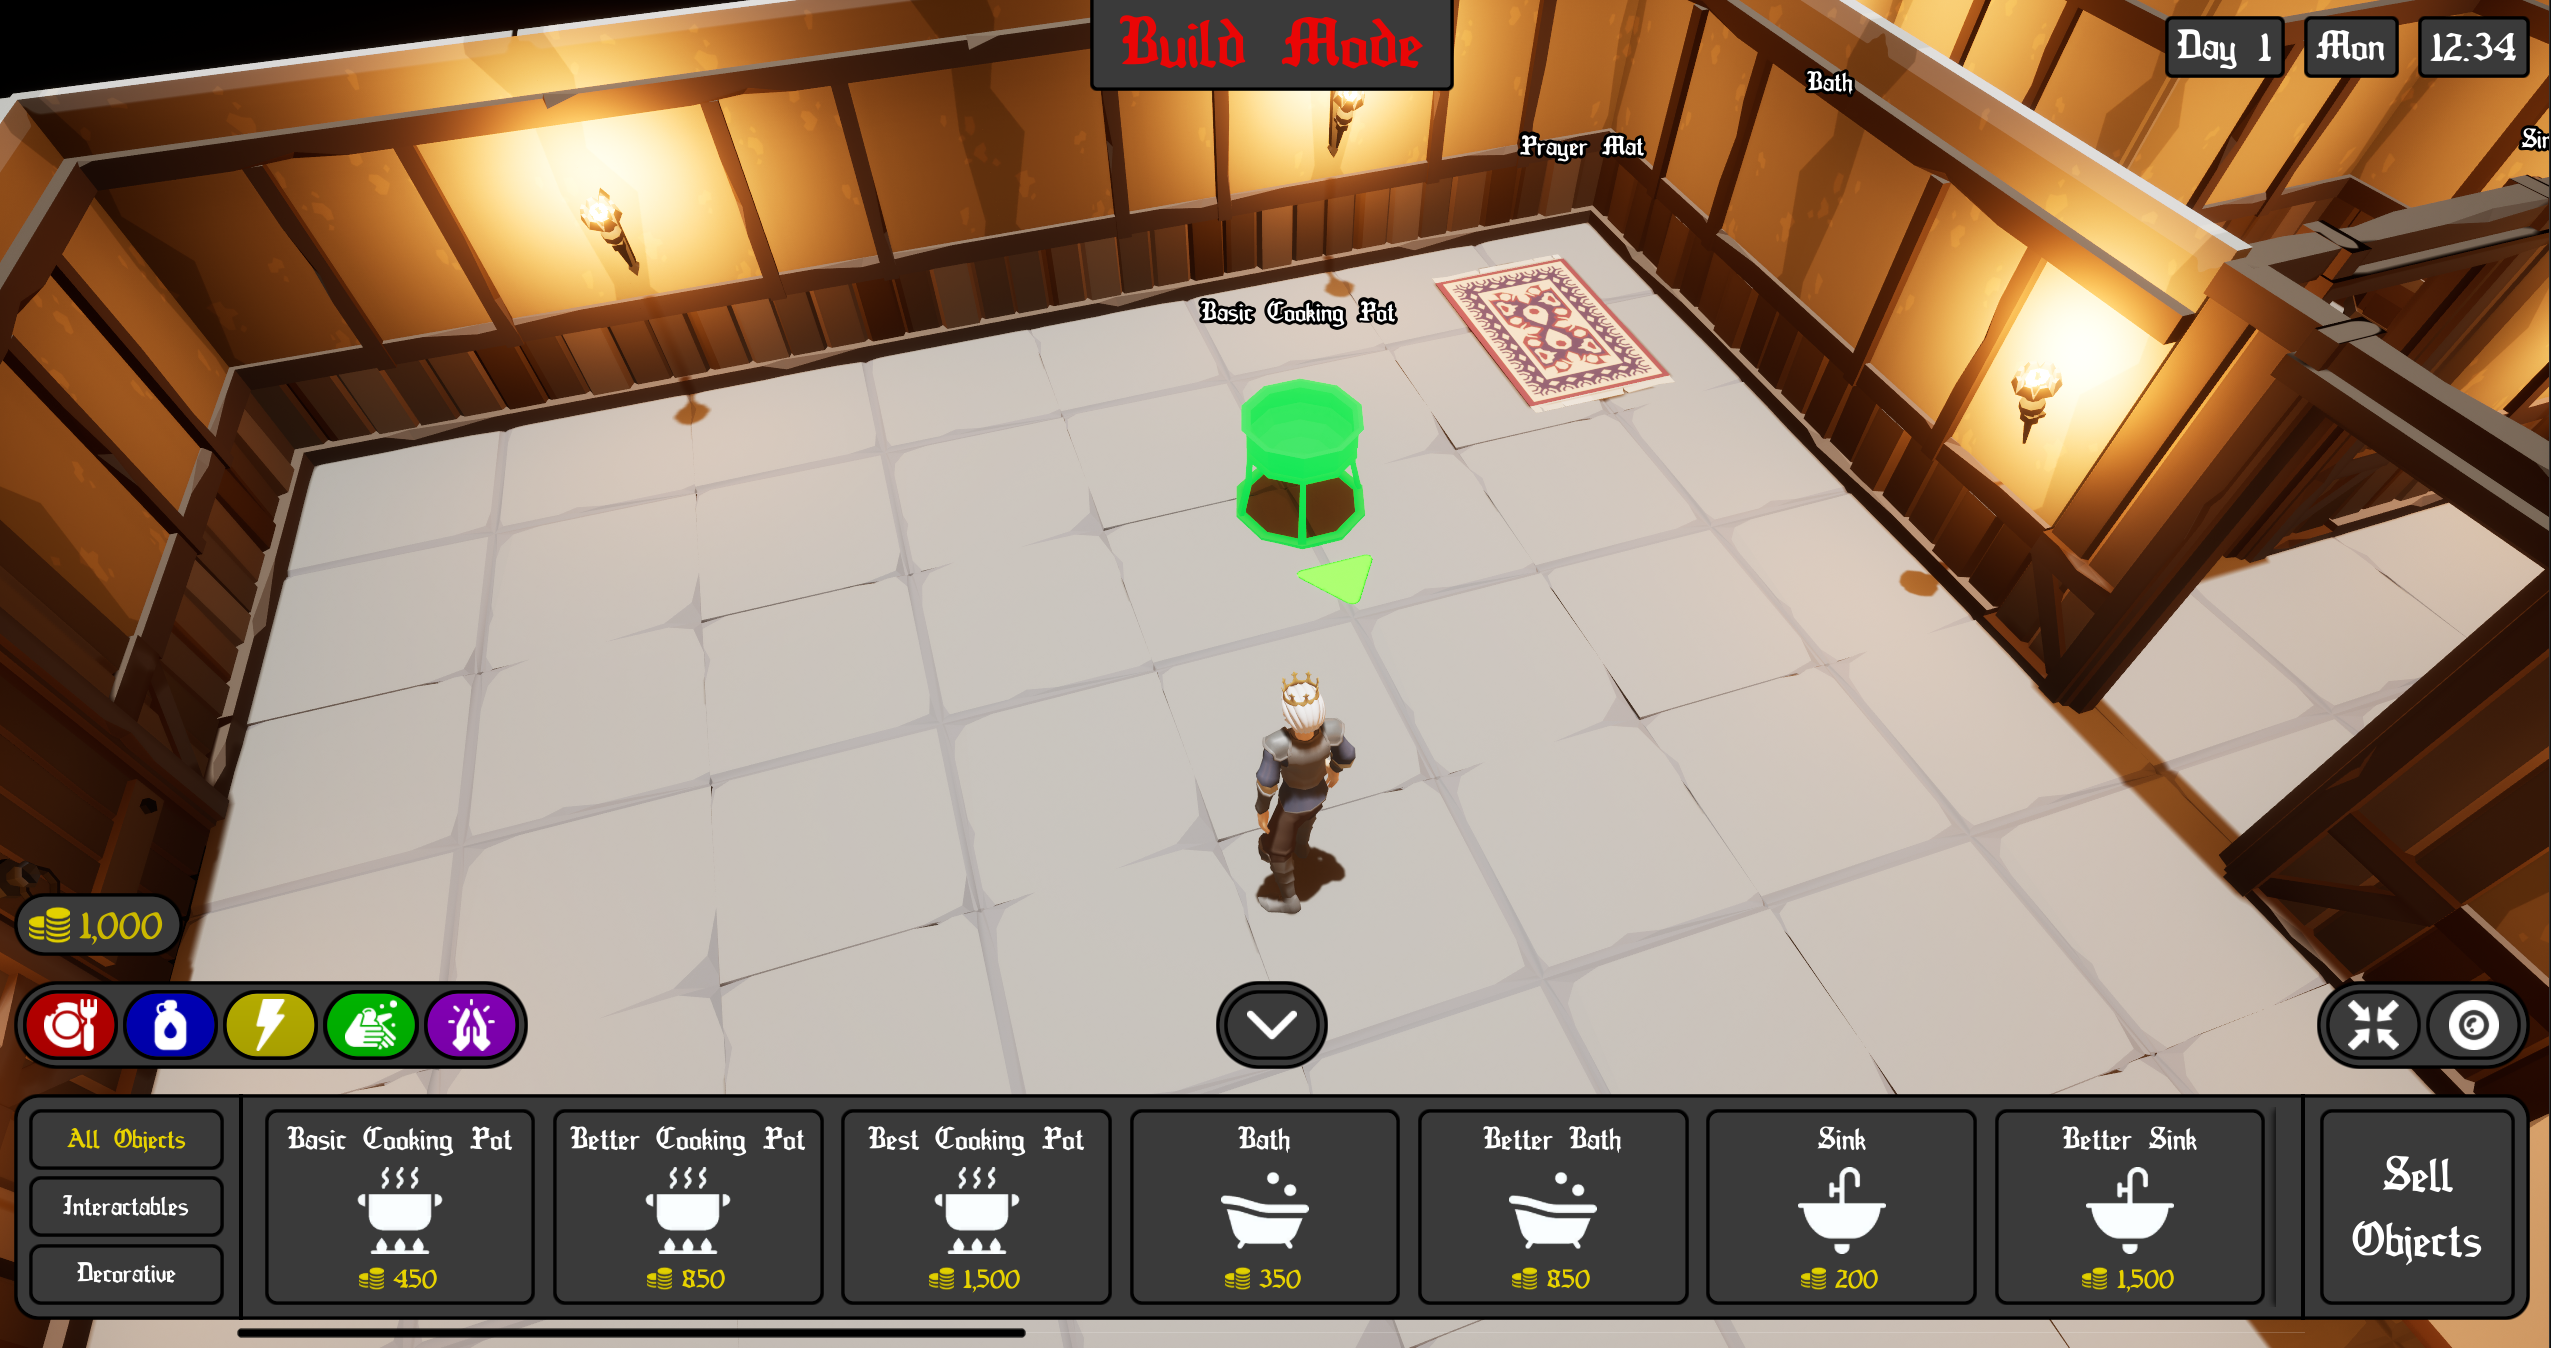 Build Mode
Day 1
Mon
12:34
Bath
Prayer Mat
Basic Cooking Pot
1,000
All Objects
Interactables
Decorative
Basic Cooking Pot
450
Better Cooking Pot
850
Best Cooking Pot
1,500
Bath
350
Better Bath
850
Sink
200
Better Sink
1,500
Sell
Objects